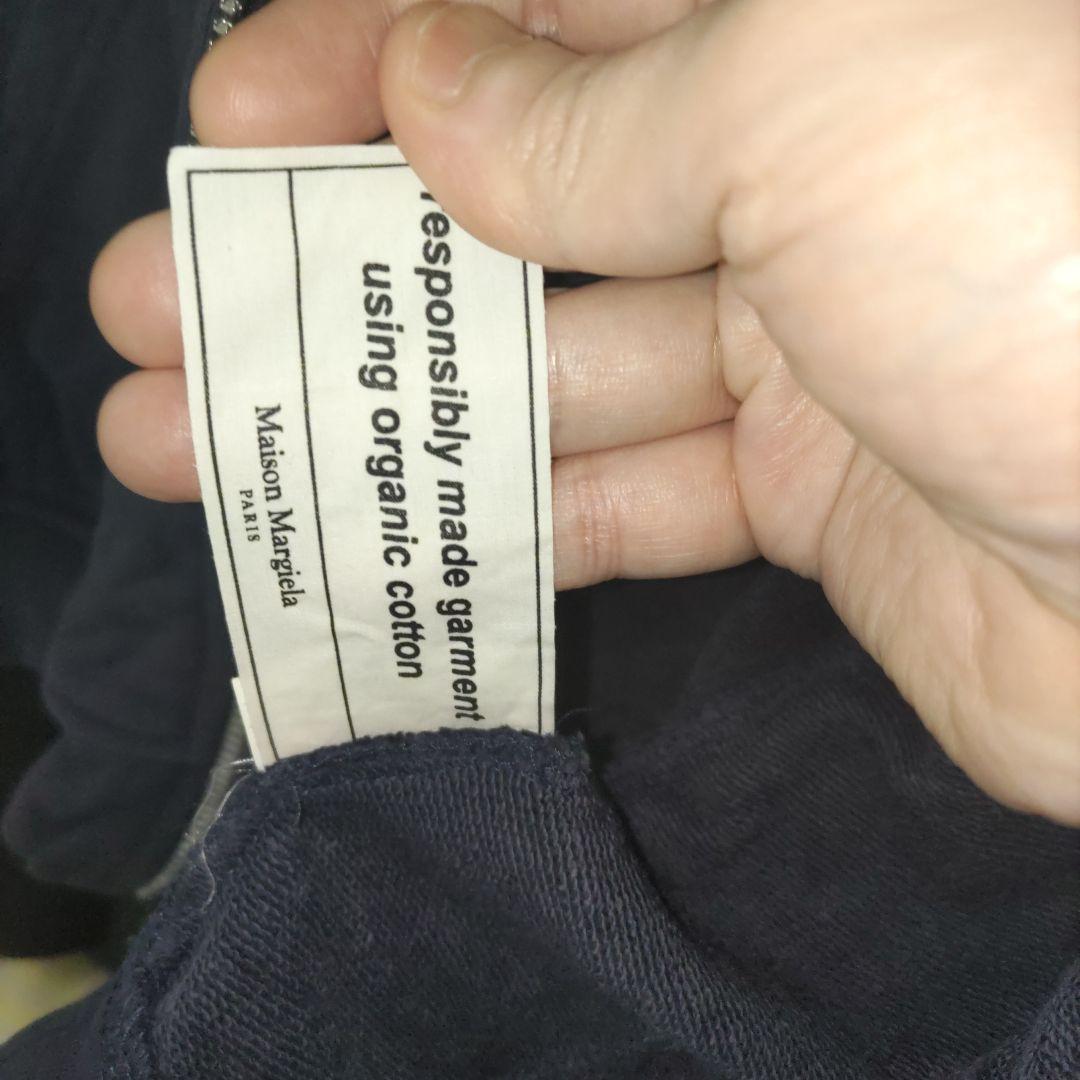 responsibly made garment
using organic cotton
Maison Margiela
PARIS